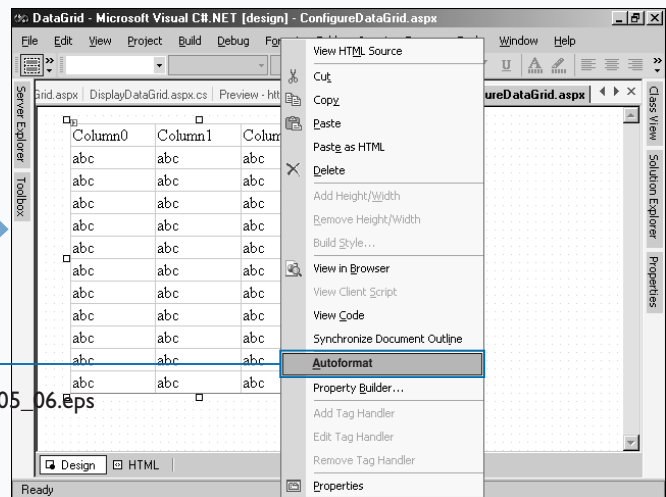 DataGrid - Microsoft Visual C#.NET [design] - ConfigureDataGrid.aspx
File Edit View Project Build Debug Window Help
Grid.aspx DisplayDataGrid.aspx.cs Preview - htt ureDataGrid.aspx
Server Explorer
Toolbox
Class View
Solution Explorer
Properties
Column0 Column1 Colum
abc abc abc
abc abc abc
abc abc abc
abc abc abc
abc abc abc
abc abc abc
abc abc abc
abc abc abc
abc abc abc
abc abc abc
abc abc abc
View HTML Source
Cut
Copy
Paste
Paste as HTML
Delete
Add Height/Width
Remove Height/Width
Build Style...
View in Browser
View Client Script
View Code
Synchronize Document Outline
Autoformat
Property Builder...
Add Tag Handler
Edit Tag Handler
Remove Tag Handler
Properties
05_06.eps
Design HTML
Ready